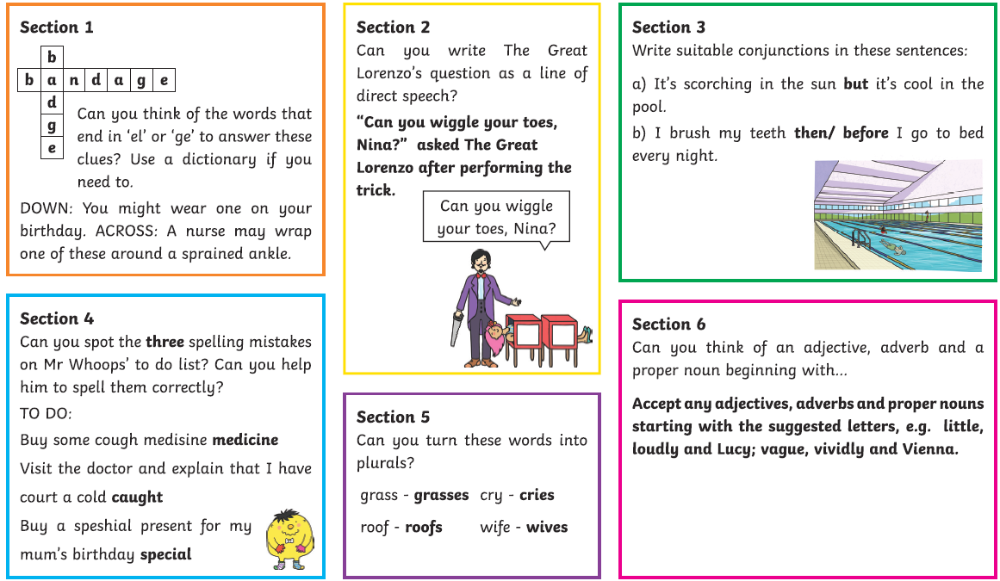 Section 1
b
b a n d a g e
d
g
e
Can you think of the words that
end in ‘el’ or ‘ge’ to answer these
clues? Use a dictionary if you
need to.
DOWN: You might wear one on your
birthday. ACROSS: A nurse may wrap
one of these around a sprained ankle.
Section 2
Can you write The Great
Lorenzo’s question as a line of
direct speech?
“Can you wiggle your toes,
Nina?” asked The Great
Lorenzo after performing the
trick.
Can you wiggle
your toes, Nina?
Section 3
Write suitable conjunctions in these sentences:
a) It’s scorching in the sun but it’s cool in the
pool.
b) I brush my teeth then/ before I go to bed
every night.
Section 4
Can you spot the three spelling mistakes
on Mr Whoops’ to do list? Can you help
him to spell them correctly?
TO DO:
Buy some cough medisine medicine
Visit the doctor and explain that I have
court a cold caught
Buy a speshial present for my
mum’s birthday special
Section 5
Can you turn these words into
plurals?
grass - grasses cry - cries
roof - roofs wife - wives
Section 6
Can you think of an adjective, adverb and a
proper noun beginning with...
Accept any adjectives, adverbs and proper nouns
starting with the suggested letters, e.g. little,
loudly and Lucy; vague, vividly and Vienna.